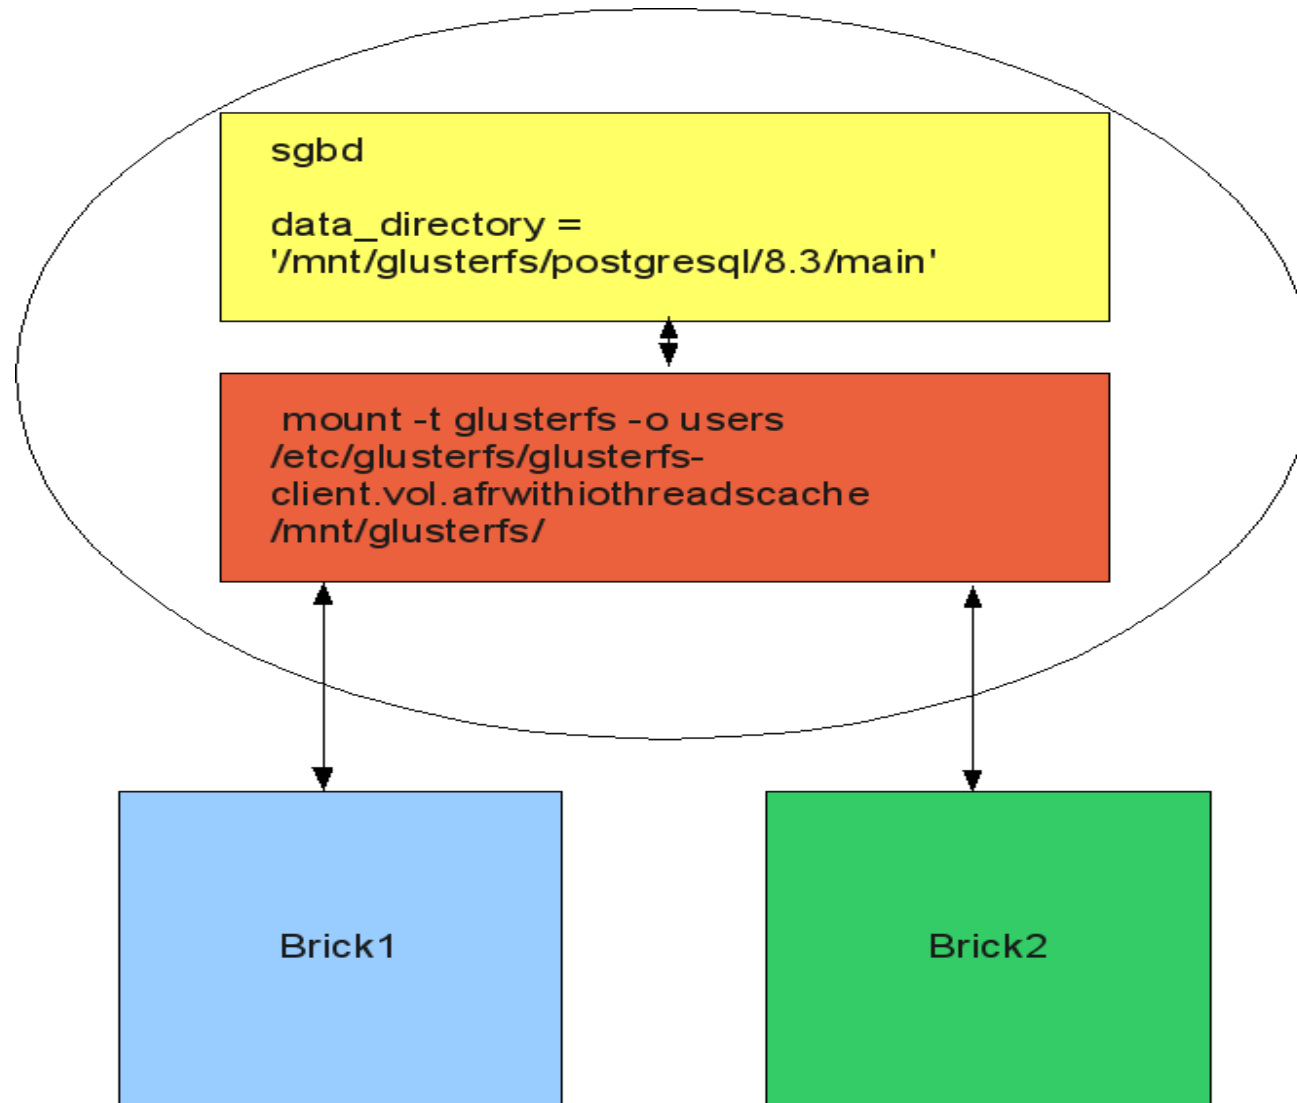 sgbd
data_directory =
'/mnt/glusterfs/postgresql/8.3/main'
mount -t glusterfs -o users
/etc/glusterfs/glusterfs-
client.vol.afrwithiothreadscache
/mnt/glusterfs/
Brick1
Brick2